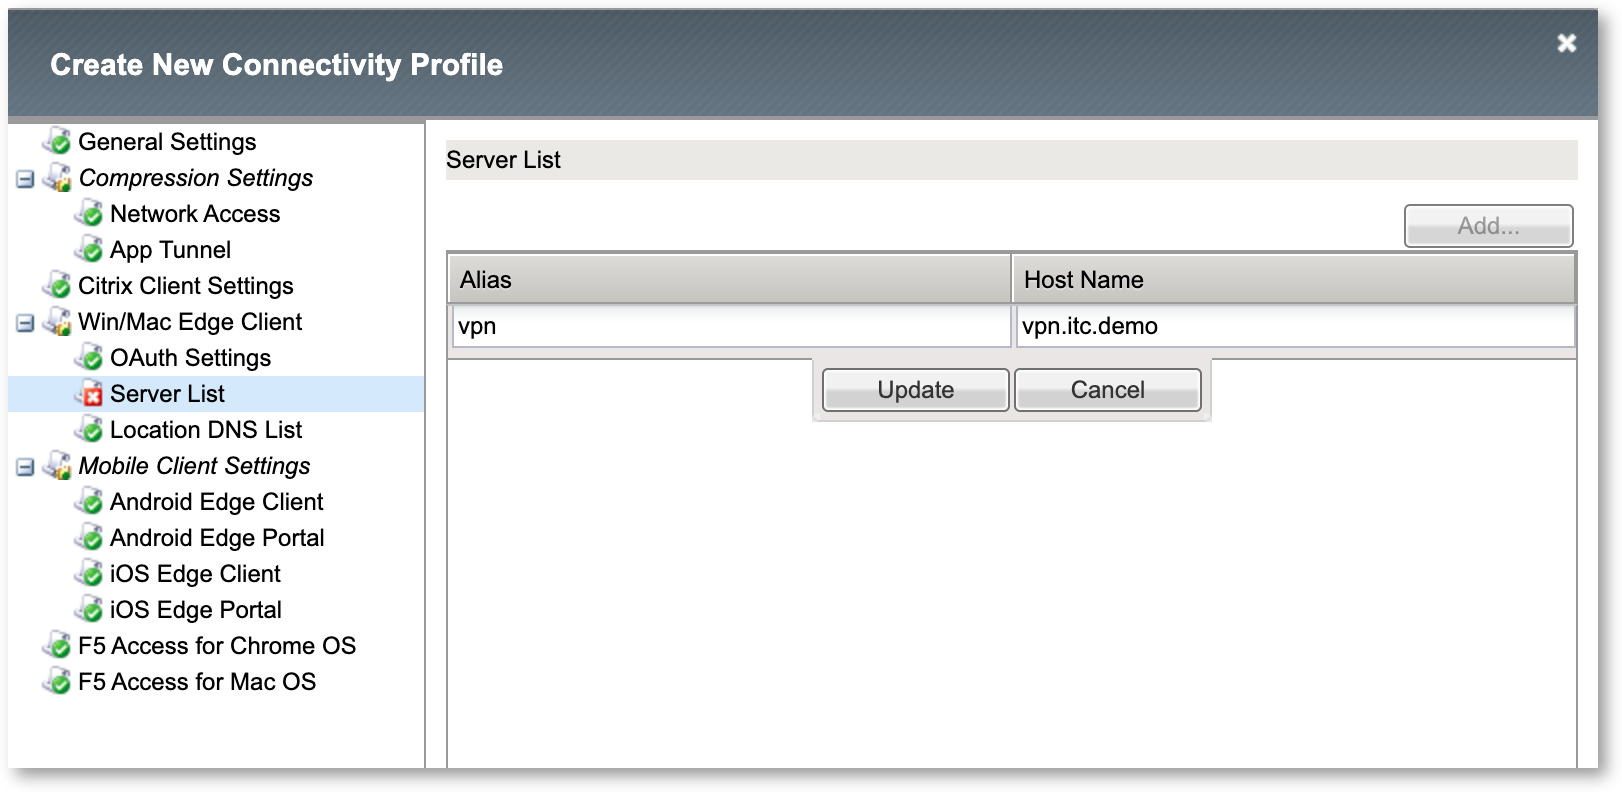 Create New Connectivity Profile
General Settings
Compression Settings
Network Access
App Tunnel
Citrix Client Settings
Win/Mac Edge Client
OAuth Settings
Server List
Location DNS List
Mobile Client Settings
Android Edge Client
Android Edge Portal
iOS Edge Client
iOS Edge Portal
F5 Access for Chrome OS
F5 Access for Mac OS
Server List
Add...
Alias Host Name
vpn vpn.itc.demo
Update Cancel